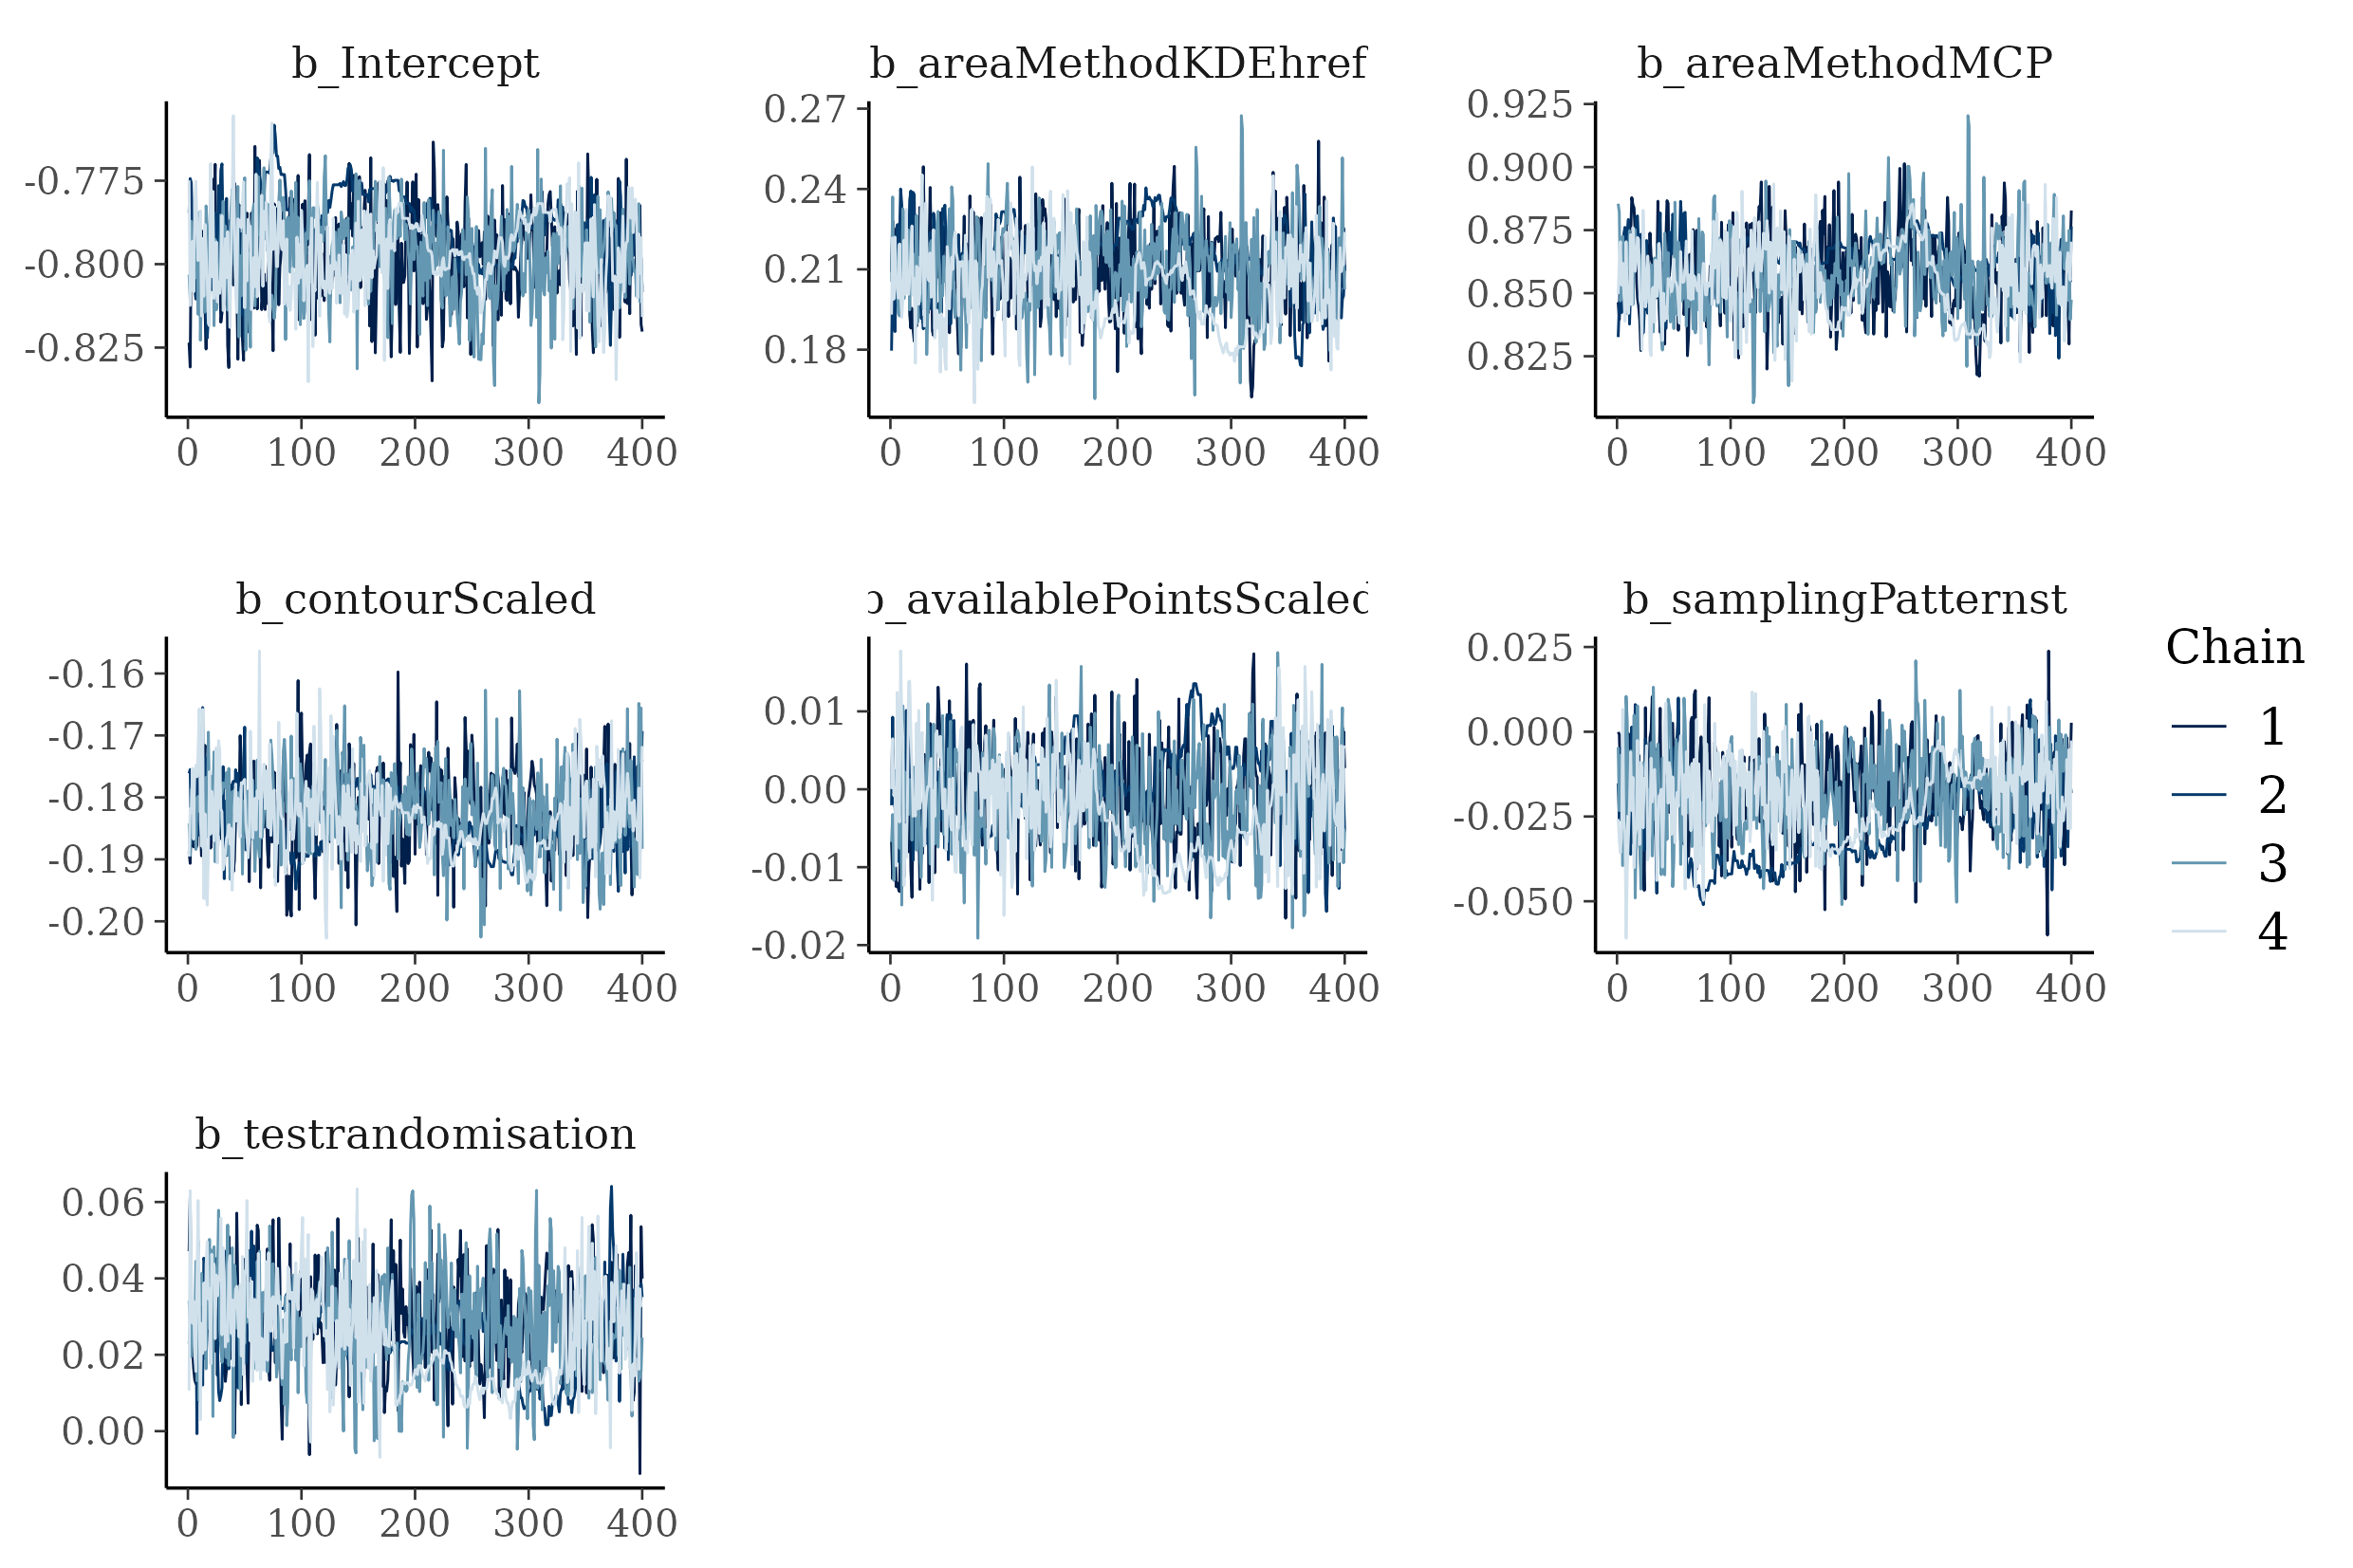 b_Intercept
b_areaMethodKDEhref
b_areaMethodMCP
-0.775
-0.800
-0.825
0 100 200 300 400
0.27
0.24
0.21
0.18
0 100 200 300 400
0.925
0.900
0.875
0.850
0.825
0 100 200 300 400
b_contourScaled
b_availablePointsScaled
b_samplingPatternst
-0.16
-0.17
-0.18
-0.19
-0.20
0 100 200 300 400
0.01
0.00
-0.01
-0.02
0 100 200 300 400
0.025
0.000
-0.025
-0.050
0 100 200 300 400
Chain
1
2
3
4
b_testrandomisation
0.06
0.04
0.02
0.00
0 100 200 300 400